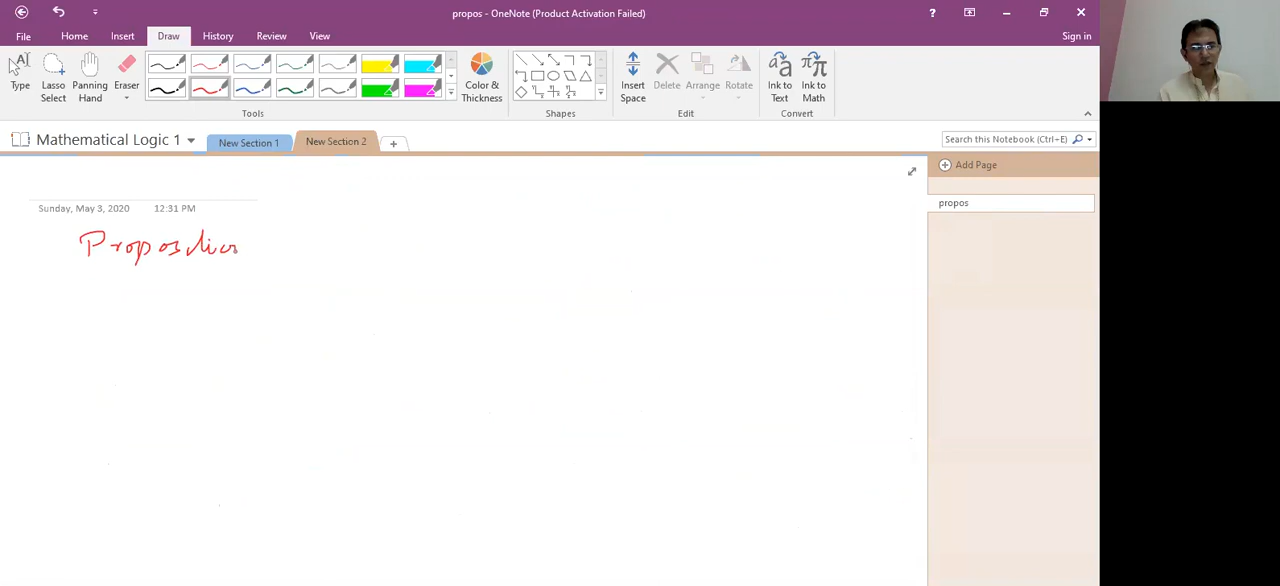 propos - OneNote (Product Activation Failed)
?
File Home Insert Draw History Review View Sign in
Type Lasso Select Panning Hand Eraser Color & Thickness Insert Space Delete Arrange Rotate Ink to Text Ink to Math
Tools Shapes Edit Convert
Mathematical Logic 1 New Section 1 New Section 2 Search this Notebook (Ctrl+E)
Add Page
propos
Sunday, May 3, 2020 12:31 PM